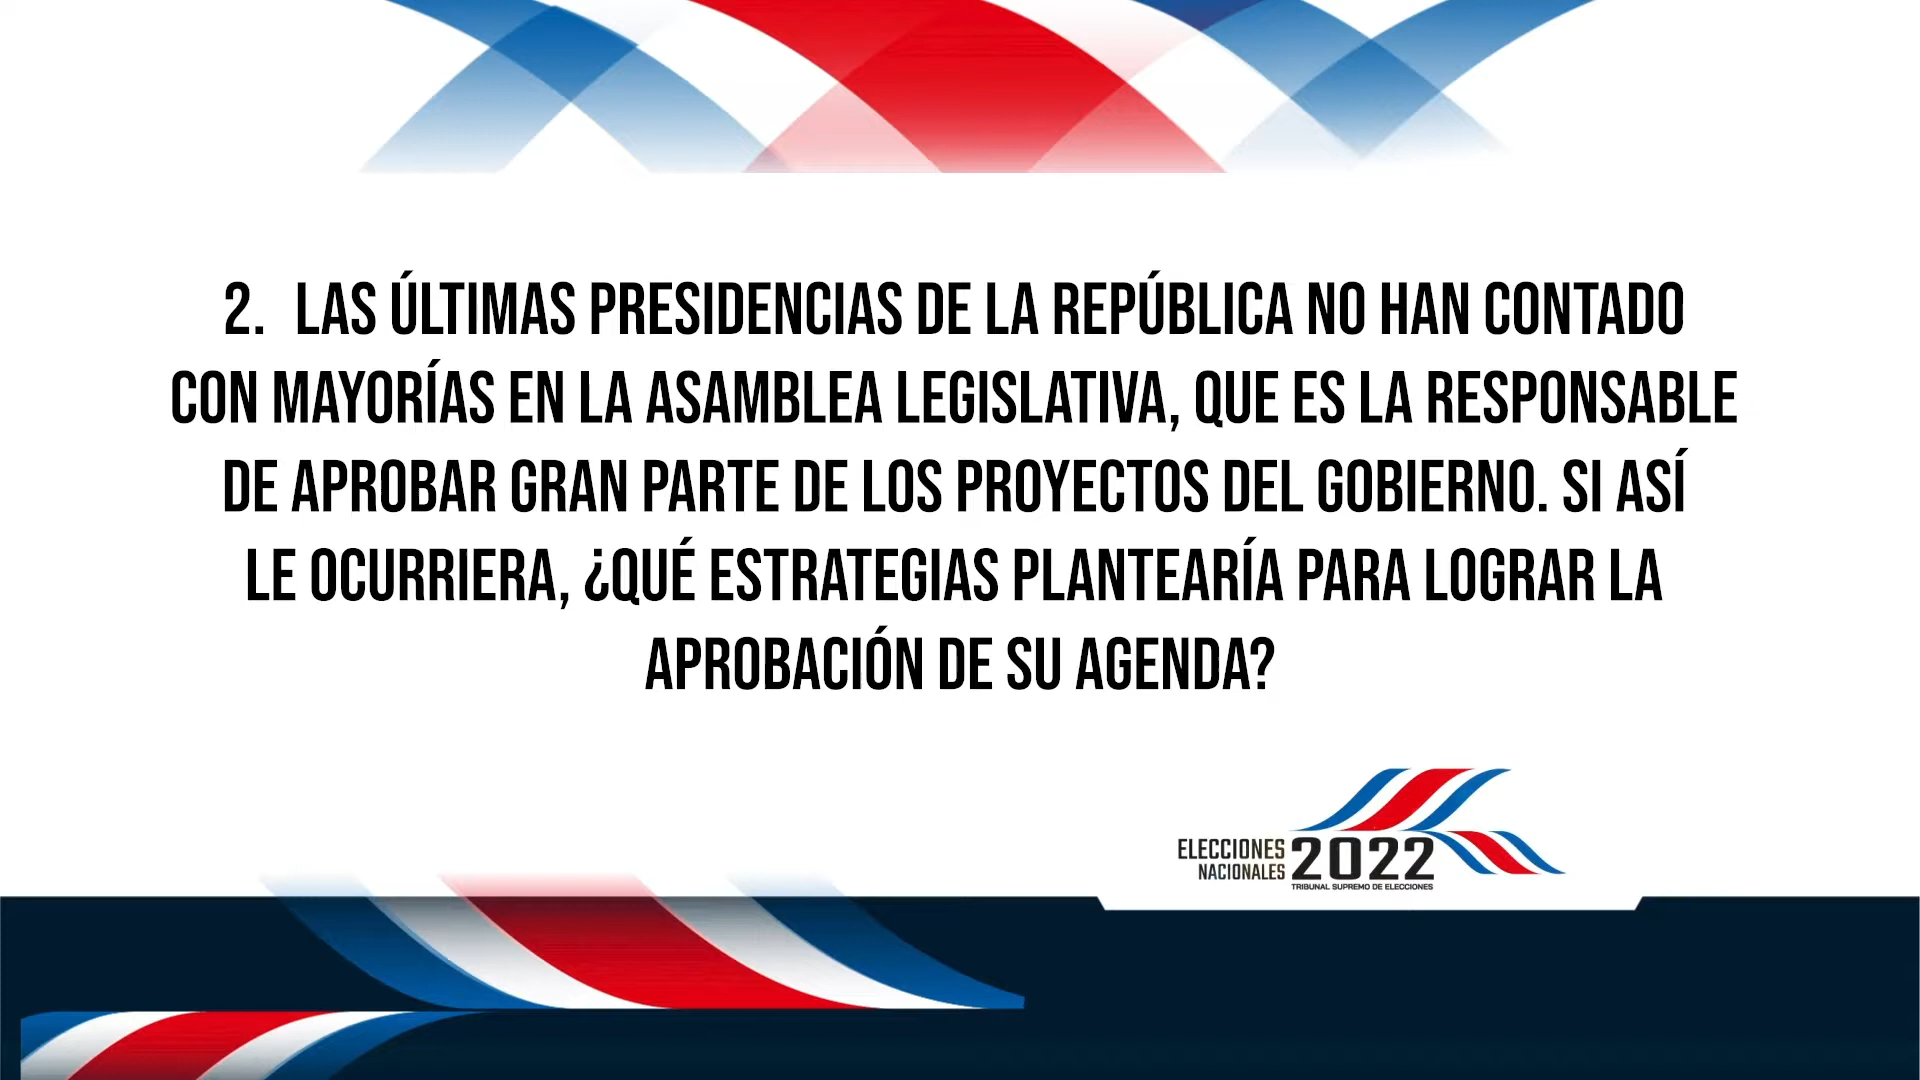 2. LAS ÚLTIMAS PRESIDENCIAS DE LA REPÚBLICA NO HAN CONTADO
CON MAYORÍAS EN LA ASAMBLEA LEGISLATIVA, QUE ES LA RESPONSABLE
DE APROBAR GRAN PARTE DE LOS PROYECTOS DEL GOBIERNO. SI ASÍ
LE OCURRIERA, ¿QUÉ ESTRATEGIAS PLANTEARÍA PARA LOGRAR LA
APROBACIÓN DE SU AGENDA?
ELECCIONES
NACIONALES
2022
TRIBUNAL SUPREMO DE ELECCIONES